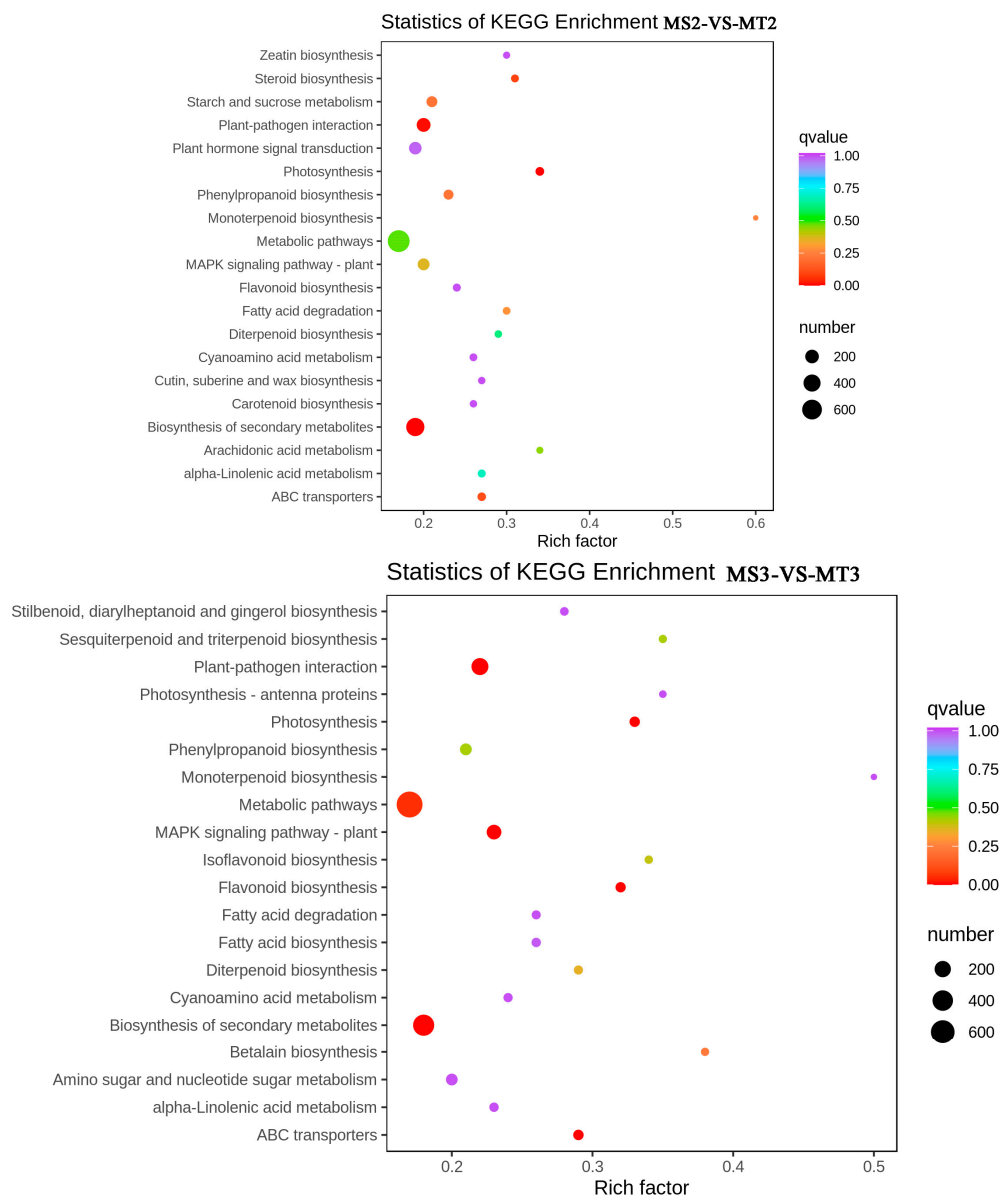 Statistics of KEGG Enrichment MS2-VS-MT2
Zeatin biosynthesis
Steroid biosynthesis
Starch and sucrose metabolism
Plant-pathogen interaction
Plant hormone signal transduction
Photosynthesis
Phenylpropanoid biosynthesis
Monoterpenoid biosynthesis
Metabolic pathways
MAPK signaling pathway - plant
Flavonoid biosynthesis
Fatty acid degradation
Diterpenoid biosynthesis
Cyanoamino acid metabolism
Cutin, suberine and wax biosynthesis
Carotenoid biosynthesis
Biosynthesis of secondary metabolites
Arachidonic acid metabolism
alpha-Linolenic acid metabolism
ABC transporters
0.2 0.3 0.4 0.5 0.6
Rich factor
qvalue
1.00
0.75
0.50
0.25
0.00
number
200
400
600
Statistics of KEGG Enrichment MS3-VS-MT3
Stilbenoid, diarylheptanoid and gingerol biosynthesis
Sesquiterpenoid and triterpenoid biosynthesis
Plant-pathogen interaction
Photosynthesis - antenna proteins
Photosynthesis
Phenylpropanoid biosynthesis
Monoterpenoid biosynthesis
Metabolic pathways
MAPK signaling pathway - plant
Isoflavonoid biosynthesis
Flavonoid biosynthesis
Fatty acid degradation
Fatty acid biosynthesis
Diterpenoid biosynthesis
Cyanoamino acid metabolism
Biosynthesis of secondary metabolites
Betalain biosynthesis
Amino sugar and nucleotide sugar metabolism
alpha-Linolenic acid metabolism
ABC transporters
0.2 0.3 0.4 0.5
Rich factor
qvalue
1.00
0.75
0.50
0.25
0.00
number
200
400
600